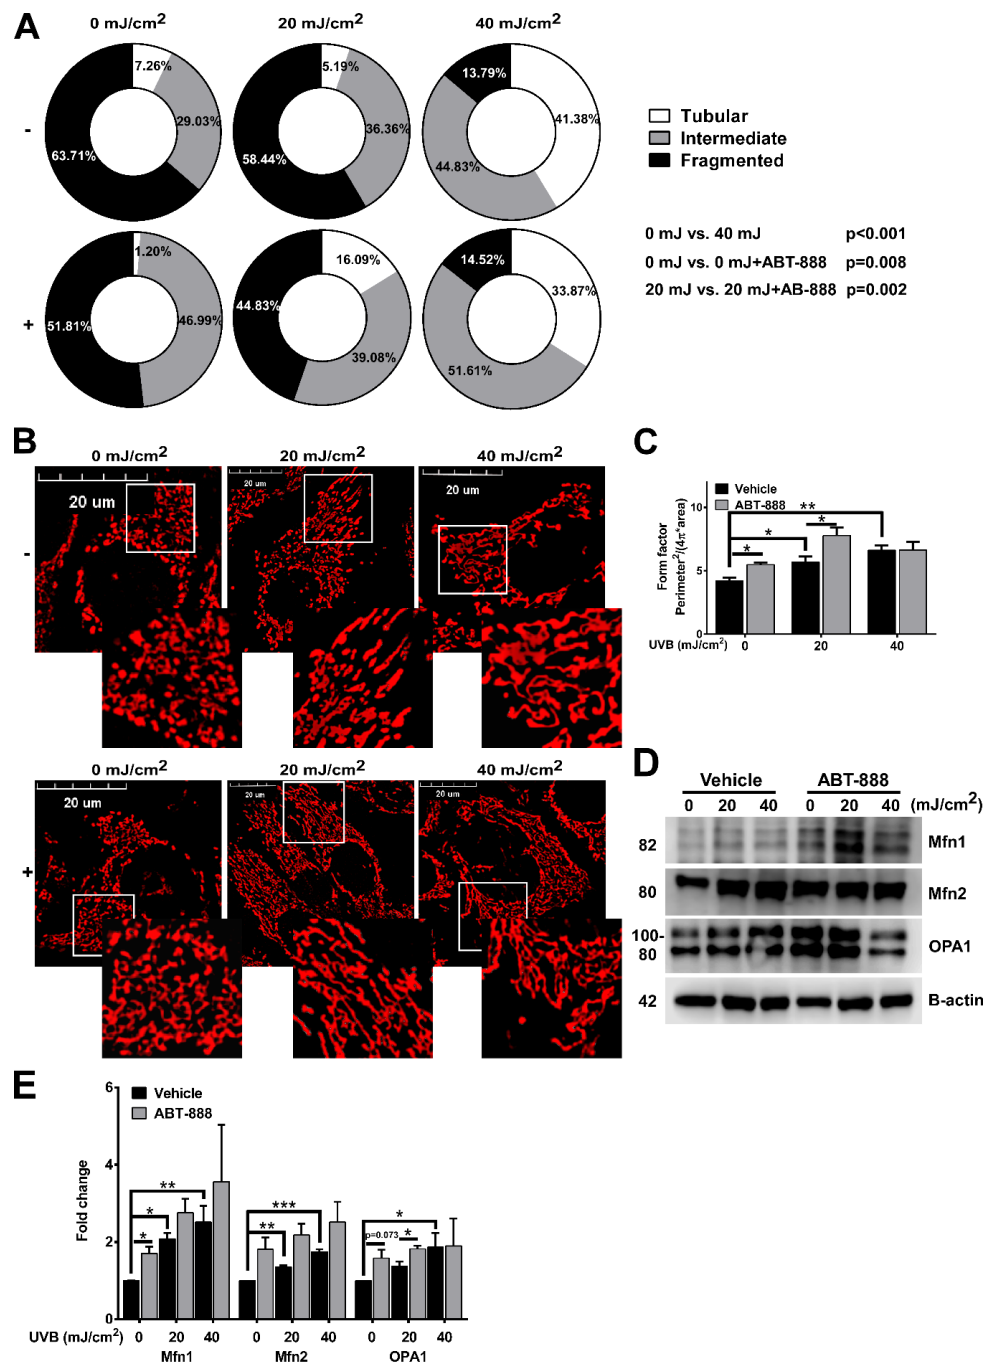 A
0 mJ/cm2 20 mJ/cm2 40 mJ/cm2
-
7.26%
29.03%
63.71%
5.19%
36.36%
58.44%
13.79%
41.38%
44.83%
Tubular
Intermediate
Fragmented
+
1.20%
46.99%
51.81%
16.09%
44.83%
39.08%
14.52%
33.87%
51.61%
0 mJ vs. 40 mJ p<0.001
0 mJ vs. 0 mJ+ABT-888 p=0.008
20 mJ vs. 20 mJ+AB-888 p=0.002
B
0 mJ/cm2 20 mJ/cm2 40 mJ/cm2
-
20 um
20 um
20 um
0 mJ/cm2 20 mJ/cm2 40 mJ/cm2
+
20 um
20 um
20 um
C
Vehicle
ABT-888
Form factor
Perimeter2/(4π*area)
10
5
0
*
*
*
**
UVB (mJ/cm2) 0 20 40
D
Vehicle ABT-888
0 20 40 0 20 40 (mJ/cm2)
82 Mfn1
80 Mfn2
100-
80
OPA1
42 B-actin
E
Vehicle
ABT-888
Fold change
6
4
2
0
**
*
*
***
**
*
p=0.073 *
UVB (mJ/cm2) 0 20 40 0 20 40 0 20 40
Mfn1 Mfn2 OPA1